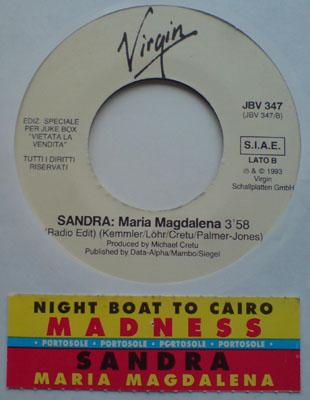 Virgin
JBV 347
(JBV 347/B)
EDIZ. SPECIALE
PER JUKE BOX
"VIETATA LA
VENDITA"
TUTTI I DIRITTI
RISERVATI
S.I.A.E.
LATO B
℗ & © 1993
Virgin
Schallplatten GmbH
SANDRA: Maria Magdalena 3'58
(Radio Edit) (Kemmler/Löhr/Cretu/Palmer-Jones)
Produced by Michael Cretu
Published by Data-Alpha/Mambo/Siegel
NIGHT BOAT TO CAIRO
MADNESS
• PORTOSOLE • PORTOSOLE • PORTOSOLE • PORTOSOLE •
SANDRA
MARIA MAGDALENA